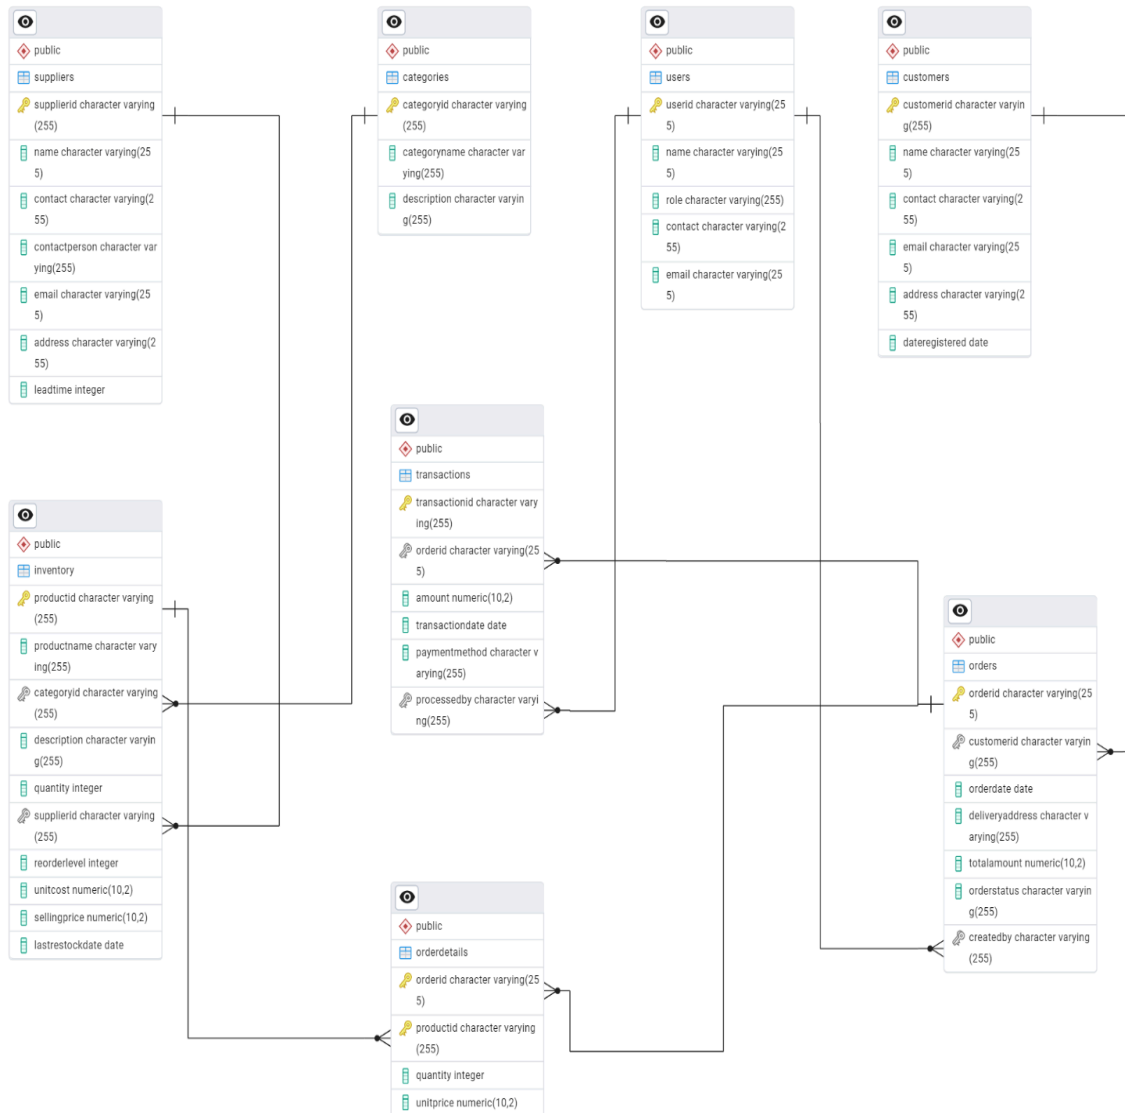 public
suppliers
supplierid character varying
(255)
name character varying(25
5)
contact character varying(2
55)
contactperson character var
ying(255)
email character varying(25
5)
address character varying(2
55)
leadtime integer
public
categories
categoryid character varying
(255)
categoryname character var
ying(255)
description character varyin
g(255)
public
users
userid character varying(25
5)
name character varying(25
5)
role character varying(255)
contact character varying(2
55)
email character varying(25
5)
public
customers
customerid character varyin
g(255)
name character varying(25
5)
contact character varying(2
55)
email character varying(25
5)
address character varying(2
55)
dateregistered date
public
transactions
transactionid character vary
ing(255)
orderid character varying(25
5)
amount numeric(10,2)
transactiondate date
paymentmethod character v
arying(255)
processedby character varyi
ng(255)
public
inventory
productid character varying
(255)
productname character vary
ing(255)
categoryid character varying
(255)
description character varyin
g(255)
quantity integer
supplierid character varying
(255)
reorderlevel integer
unitcost numeric(10,2)
sellingprice numeric(10,2)
lastrestockdate date
public
orders
orderid character varying(25
5)
customerid character varyin
g(255)
orderdate date
deliveryaddress character v
arying(255)
totalamount numeric(10,2)
orderstatus character varyin
g(255)
createdby character varying
(255)
public
orderdetails
orderid character varying(25
5)
productid character varying
(255)
quantity integer
unitprice numeric(10,2)